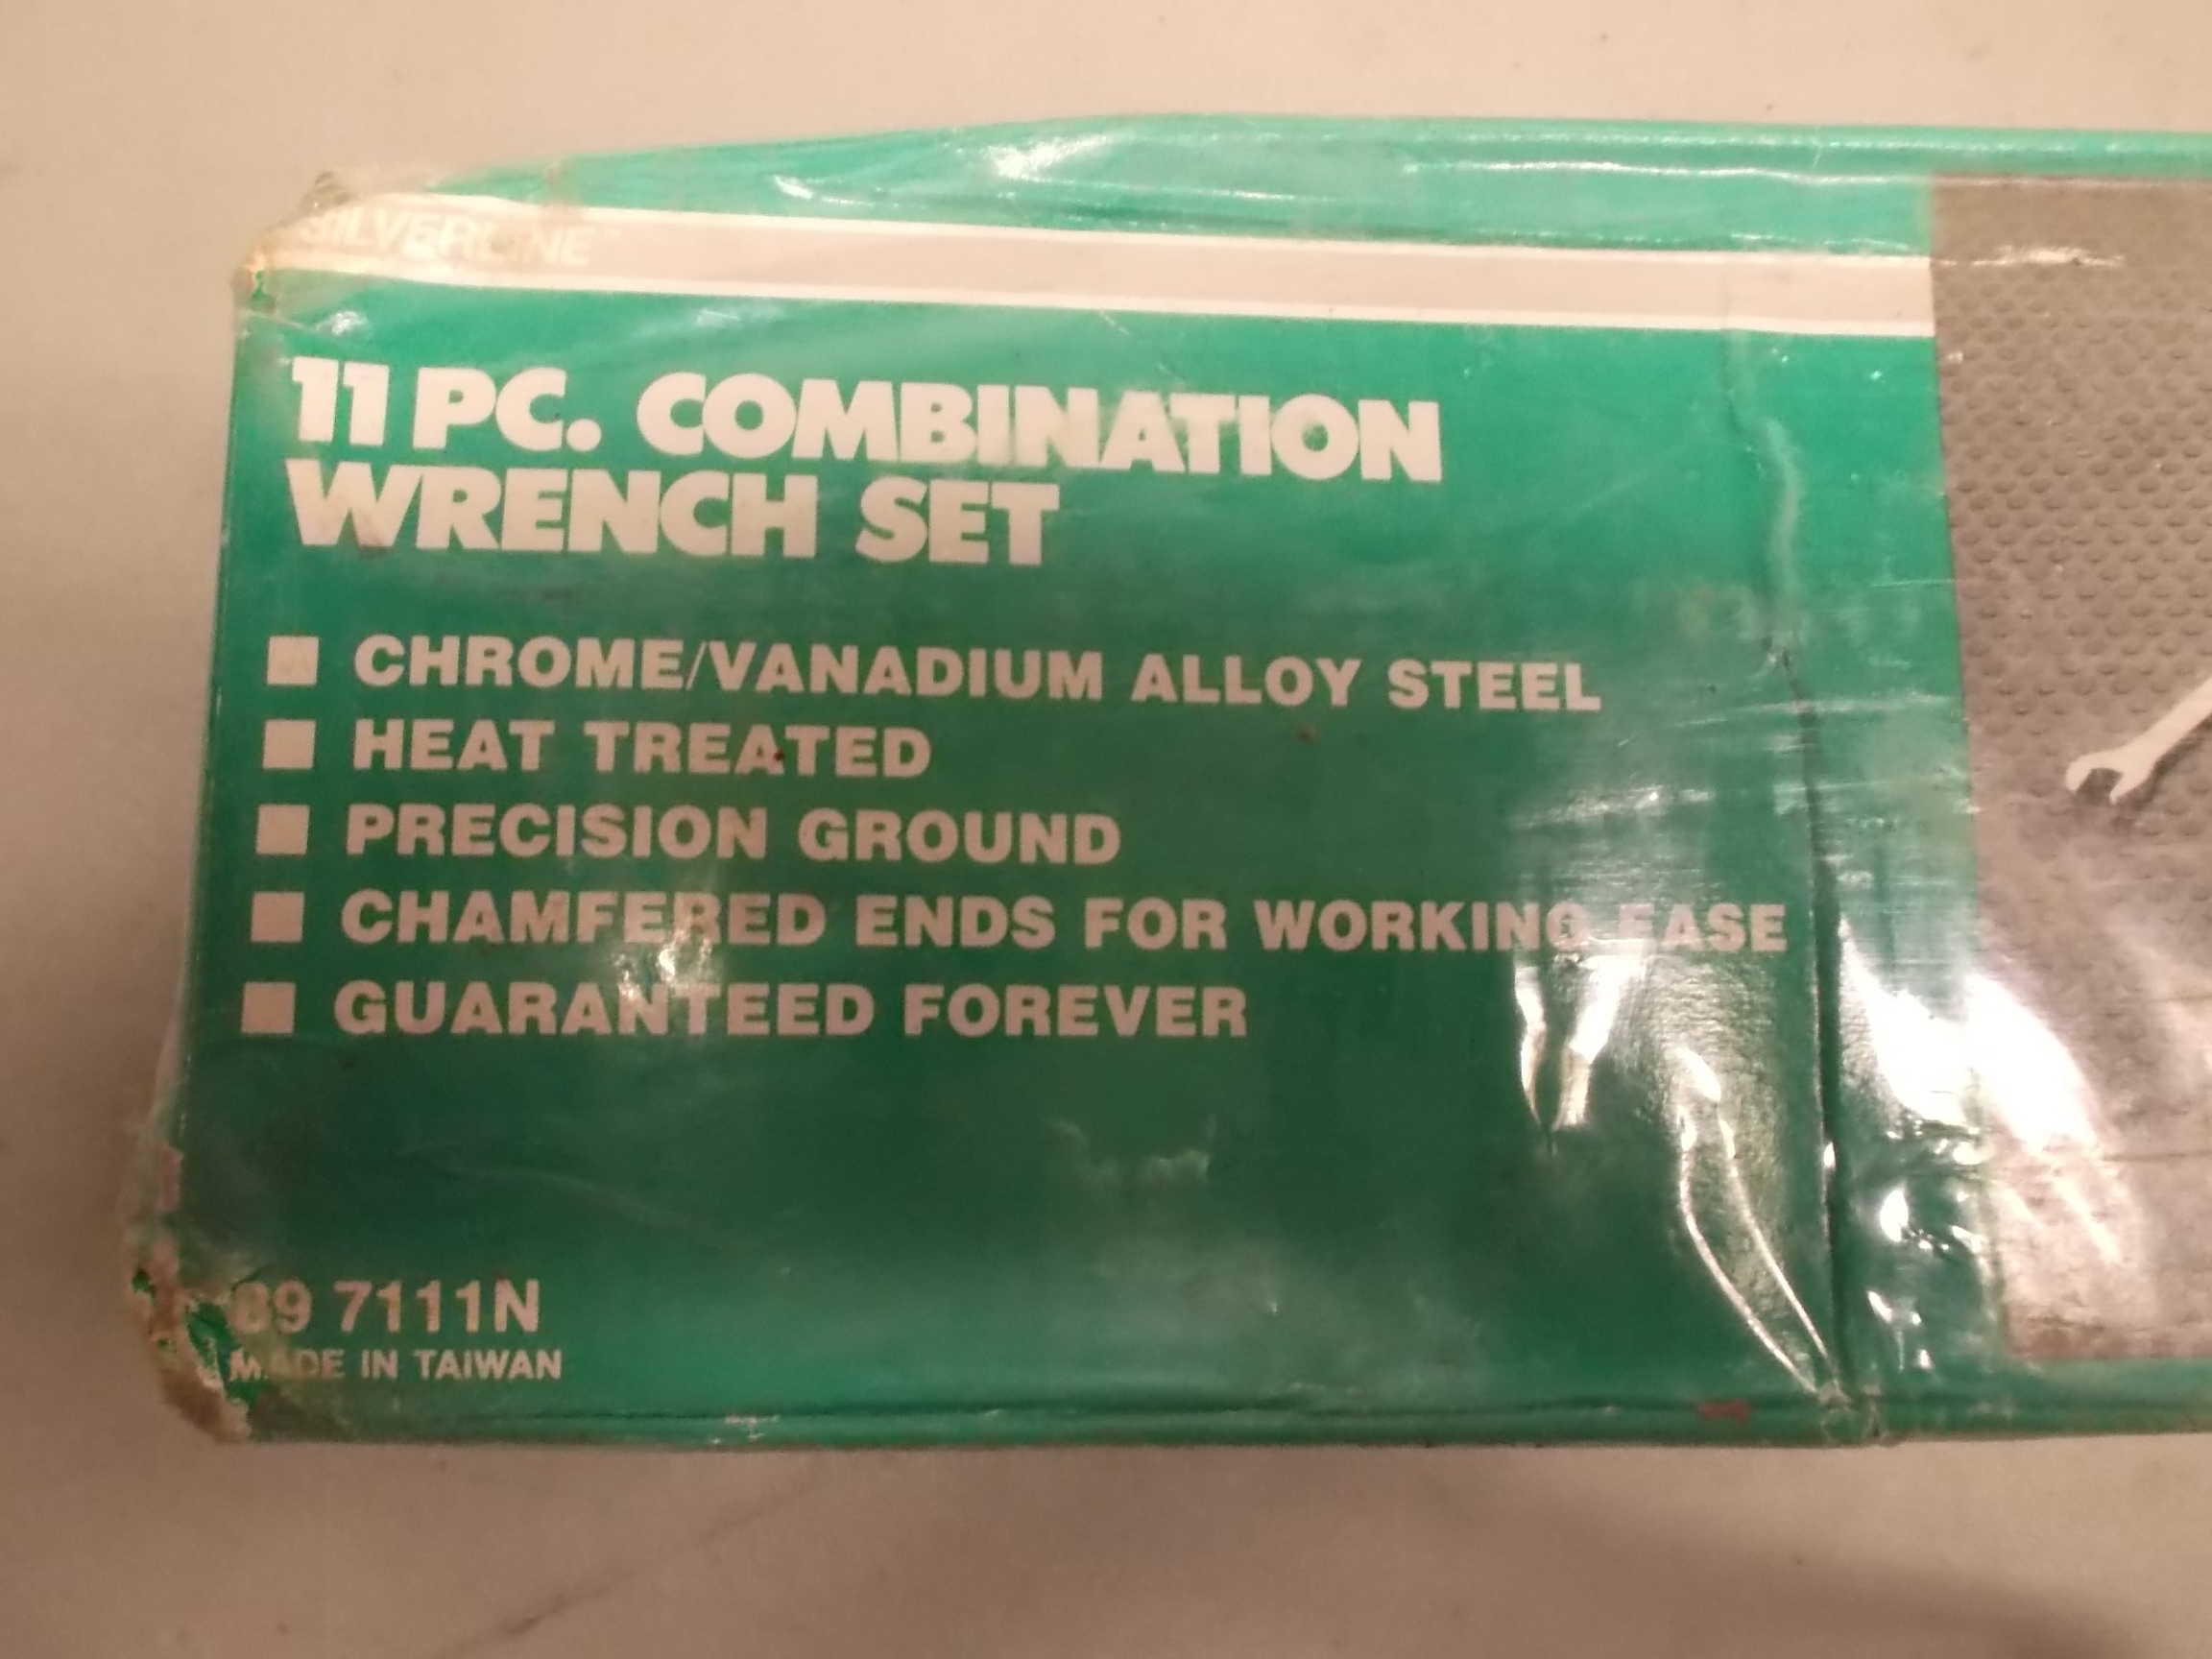 SILVERLINE™
11 PC. COMBINATION
WRENCH SET
■ CHROME/VANADIUM ALLOY STEEL
■ HEAT TREATED
■ PRECISION GROUND
■ CHAMFERED ENDS FOR WORKING EASE
■ GUARANTEED FOREVER
89 7111N
MADE IN TAIWAN